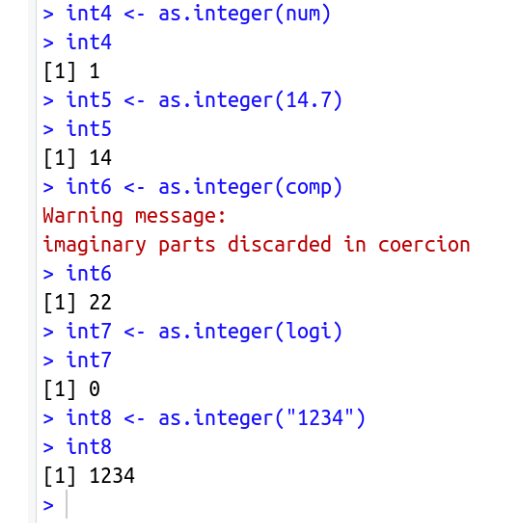 > int4 <- as.integer(num)
> int4
[1] 1
> int5 <- as.integer(14.7)
> int5
[1] 14
> int6 <- as.integer(comp)
Warning message:
imaginary parts discarded in coercion
> int6
[1] 22
> int7 <- as.integer(logi)
> int7
[1] 0
> int8 <- as.integer("1234")
> int8
[1] 1234
>